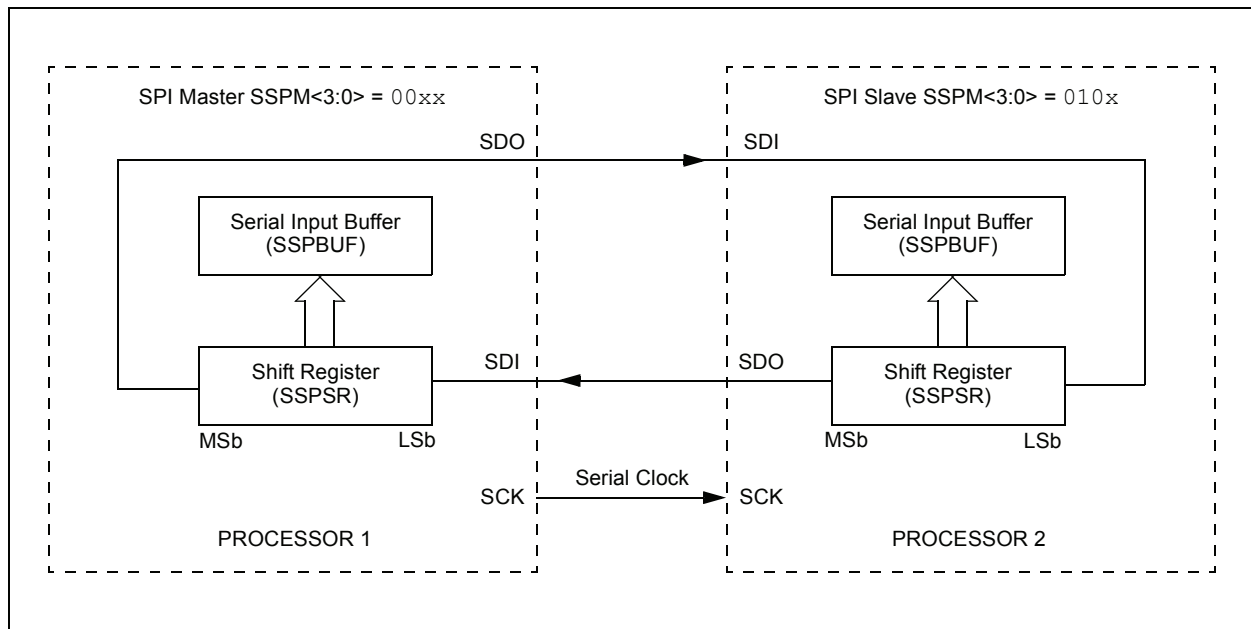 SPI Master SSPM<3:0> = 00xx
SPI Slave SSPM<3:0> = 010x
SDO
SDI
Serial Input Buffer
(SSPBUF)
Serial Input Buffer
(SSPBUF)
Shift Register
(SSPSR)
MSb
LSb
SDI
SDO
Shift Register
(SSPSR)
MSb
LSb
SCK
Serial Clock
SCK
PROCESSOR 1
PROCESSOR 2